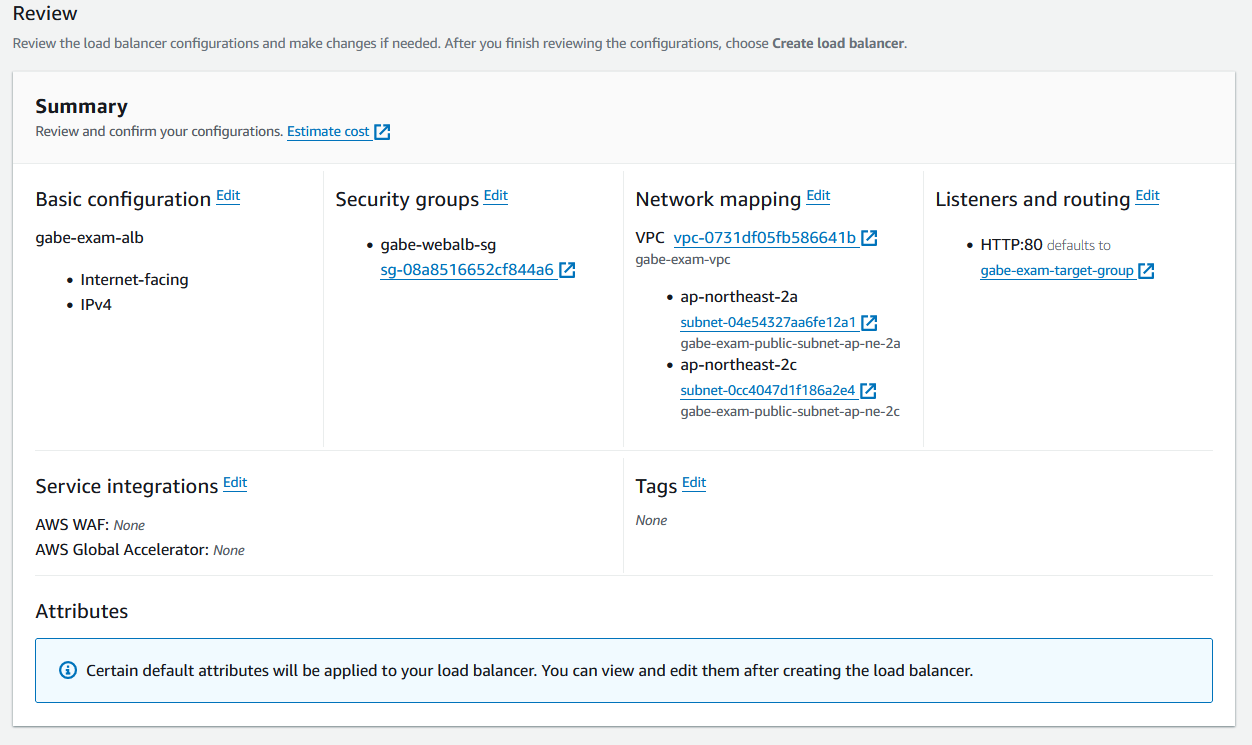 Review
Review the load balancer configurations and make changes if needed. After you finish reviewing the configurations, choose Create load balancer.
Summary
Review and confirm your configurations. Estimate cost
Basic configuration Edit
gabe-exam-alb
• Internet-facing
• IPv4
Security groups Edit
• gabe-webalb-sg
sg-08a8516652cf844a6
Network mapping Edit
VPC vpc-0731df05fb586641b
gabe-exam-vpc
• ap-northeast-2a
subnet-04e54327aa6fe12a1
gabe-exam-public-subnet-ap-ne-2a
• ap-northeast-2c
subnet-0cc4047d1f186a2e4
gabe-exam-public-subnet-ap-ne-2c
Listeners and routing Edit
• HTTP:80 defaults to
gabe-exam-target-group
Service integrations Edit
AWS WAF: None
AWS Global Accelerator: None
Tags Edit
None
Attributes
Certain default attributes will be applied to your load balancer. You can view and edit them after creating the load balancer.